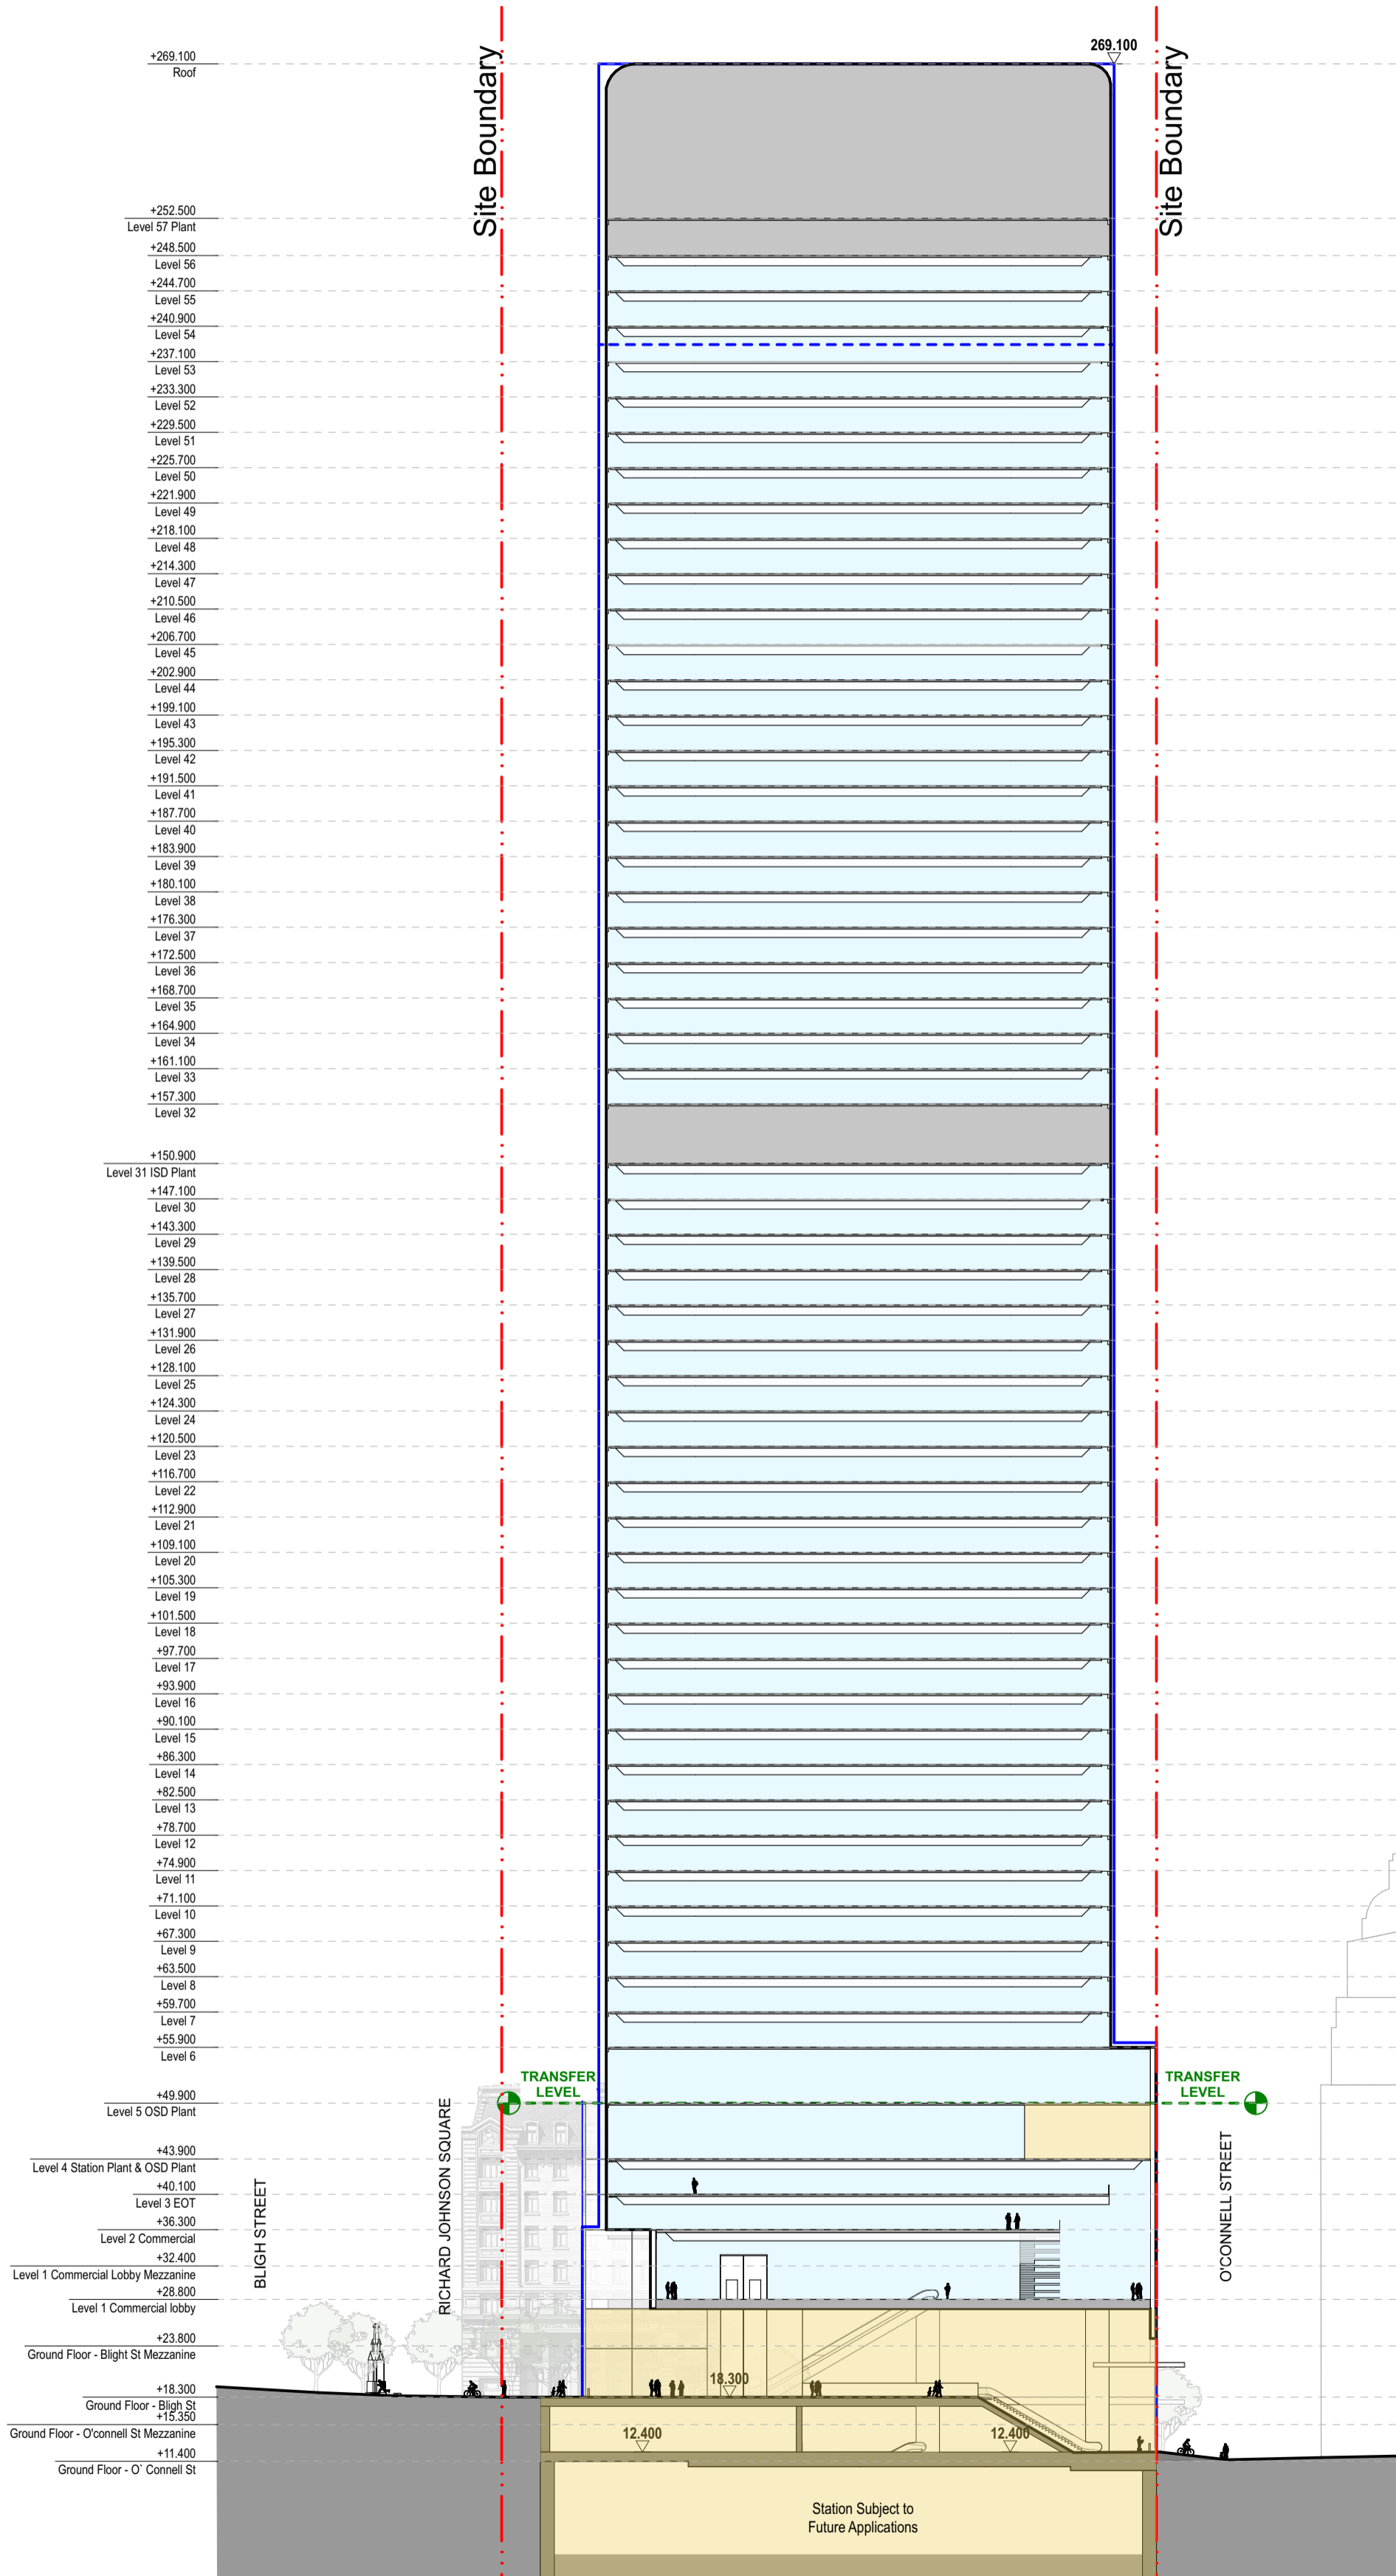 +269.100
Roof
269.100
Site Boundary
Site Boundary
+252.500
Level 57 Plant
+248.500
Level 56
+244.700
Level 55
+240.900
Level 54
+237.100
Level 53
+233.300
Level 52
+229.500
Level 51
+225.700
Level 50
+221.900
Level 49
+218.100
Level 48
+214.300
Level 47
+210.500
Level 46
+206.700
Level 45
+202.900
Level 44
+199.100
Level 43
+195.300
Level 42
+191.500
Level 41
+187.700
Level 40
+183.900
Level 39
+180.100
Level 38
+176.300
Level 37
+172.500
Level 36
+168.700
Level 35
+164.900
Level 34
+161.100
Level 33
+157.300
Level 32
+150.900
Level 31 ISD Plant
+147.100
Level 30
+143.300
Level 29
+139.500
Level 28
+135.700
Level 27
+131.900
Level 26
+128.100
Level 25
+124.300
Level 24
+120.500
Level 23
+116.700
Level 22
+112.900
Level 21
+109.100
Level 20
+105.300
Level 19
+101.500
Level 18
+97.700
Level 17
+93.900
Level 16
+90.100
Level 15
+86.300
Level 14
+82.500
Level 13
+78.700
Level 12
+74.900
Level 11
+71.100
Level 10
+67.300
Level 9
+63.500
Level 8
+59.700
Level 7
+55.900
Level 6
TRANSFER
LEVEL
TRANSFER
LEVEL
+49.900
Level 5 OSD Plant
+43.900
Level 4 Station Plant & OSD Plant
+40.100
Level 3 EOT
+36.300
Level 2 Commercial
+32.400
Level 1 Commercial Lobby Mezzanine
+28.800
Level 1 Commercial lobby
BLIGH STREET
RICHARD JOHNSON SQUARE
O'CONNELL STREET
+23.800
Ground Floor - Blight St Mezzanine
+18.300
Ground Floor - Bligh St
18.300
+15.350
Ground Floor - O'connell St Mezzanine
12.400
12.400
+11.400
Ground Floor - O` Connell St
Station Subject to
Future Applications